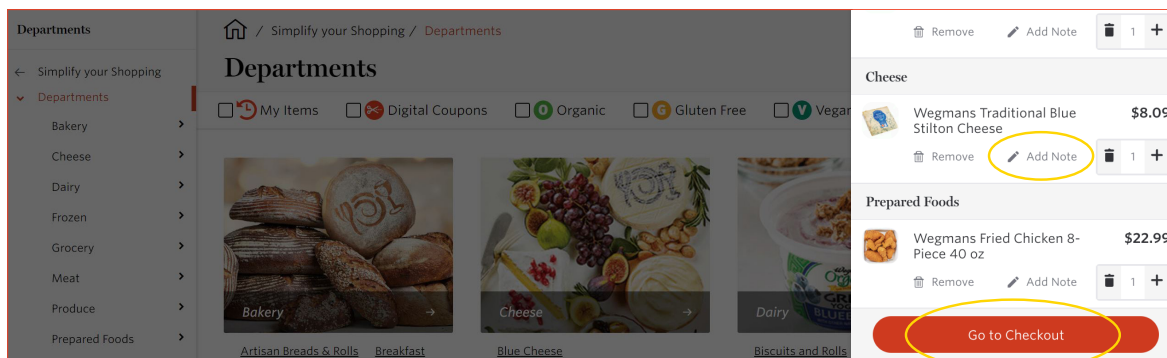 Departments
Simplify your Shopping
Departments
Bakery
Cheese
Dairy
Frozen
Grocery
Meat
Produce
Prepared Foods
/ Simplify your Shopping / Departments
Departments
My Items
Digital Coupons
O Organic
G Gluten Free
V Vegan
Bakery
Cheese
Dairy
Artisan Breads & Rolls Breakfast
Blue Cheese
Biscuits and Rolls
Remove Add Note 1 +
Cheese
Wegmans Traditional Blue $8.09
Stilton Cheese
Remove Add Note 1 +
Prepared Foods
Wegmans Fried Chicken 8- $22.99
Piece 40 oz
Remove Add Note 1 +
Go to Checkout